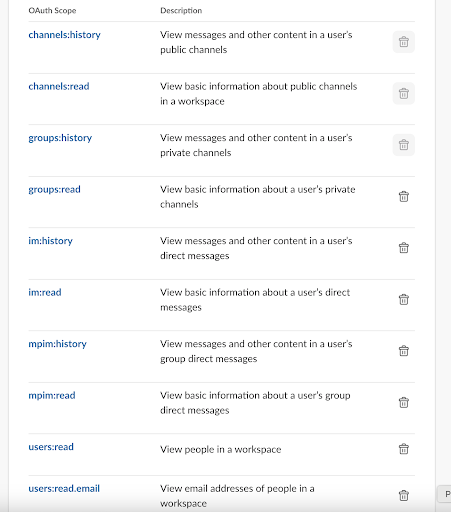 OAuth Scope Description
channels:history View messages and other content in a user's
public channels
channels:read View basic information about public channels
in a workspace
groups:history View messages and other content in a user's
private channels
groups:read View basic information about a user's private
channels
im:history View messages and other content in a user's
direct messages
im:read View basic information about a user's direct
messages
mpim:history View messages and other content in a user's
group direct messages
mpim:read View basic information about a user's group
direct messages
users:read View people in a workspace
users:read.email View email addresses of people in a
workspace
P